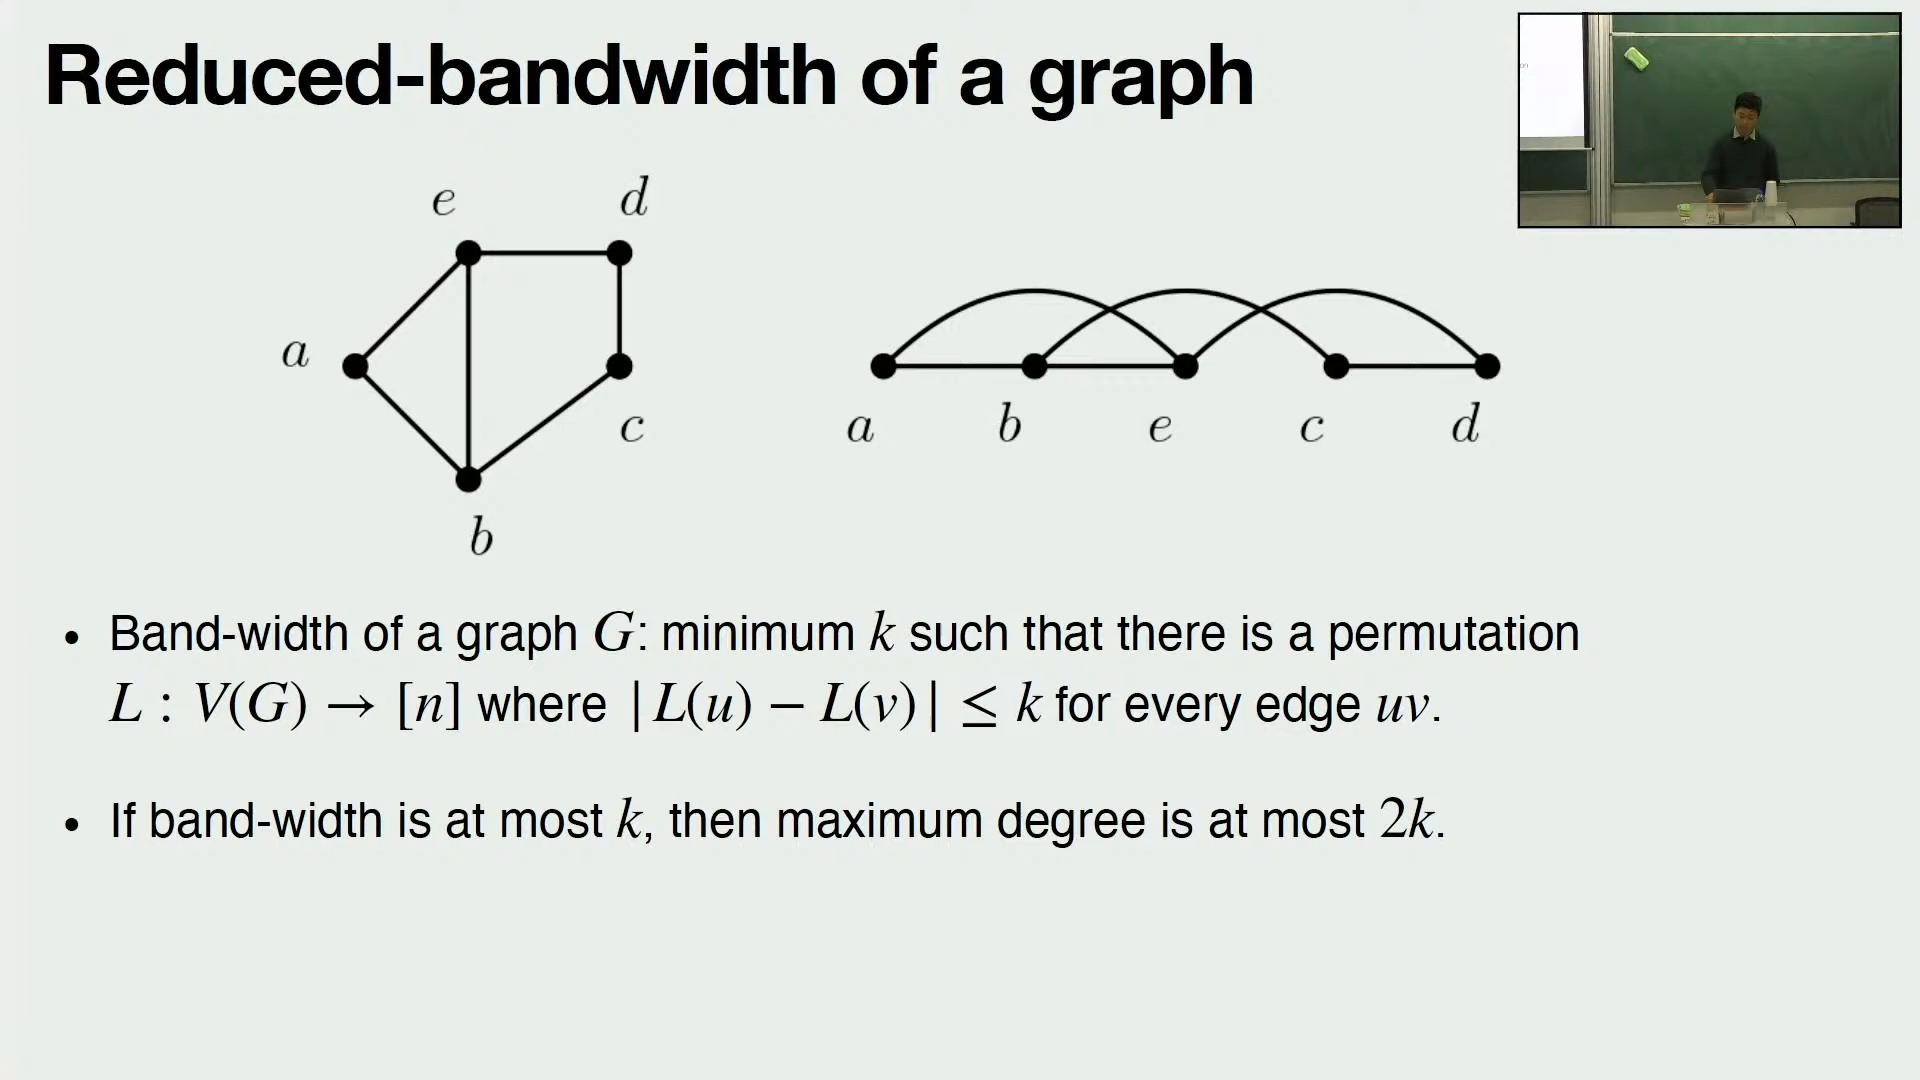 Reduced-bandwidth of a graph
e d
a
c
b
a b e c d
• Band-width of a graph G: minimum k such that there is a permutation
L : V(G) → [n] where |L(u) − L(v)| ≤ k for every edge uv.
• If band-width is at most k, then maximum degree is at most 2k.